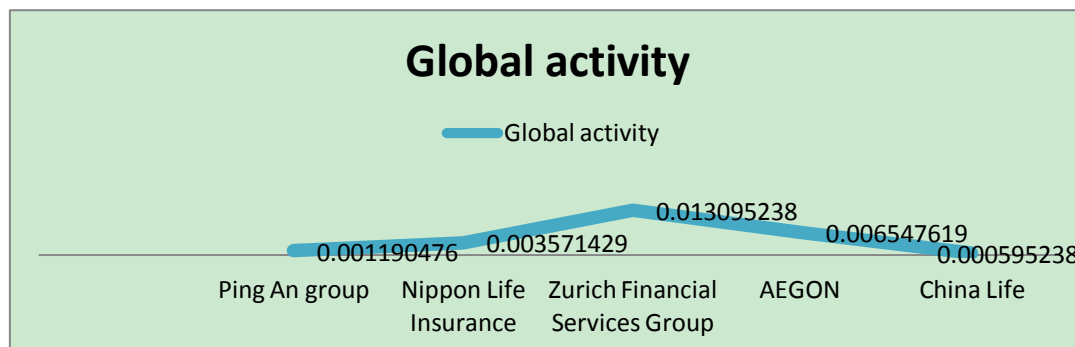 Global activity
Global activity
0.013095238
0.006547619
0.003571429
0.001190476
0.000595238
Ping An group
Nippon Life
Insurance
Zurich Financial
Services Group
AEGON
China Life